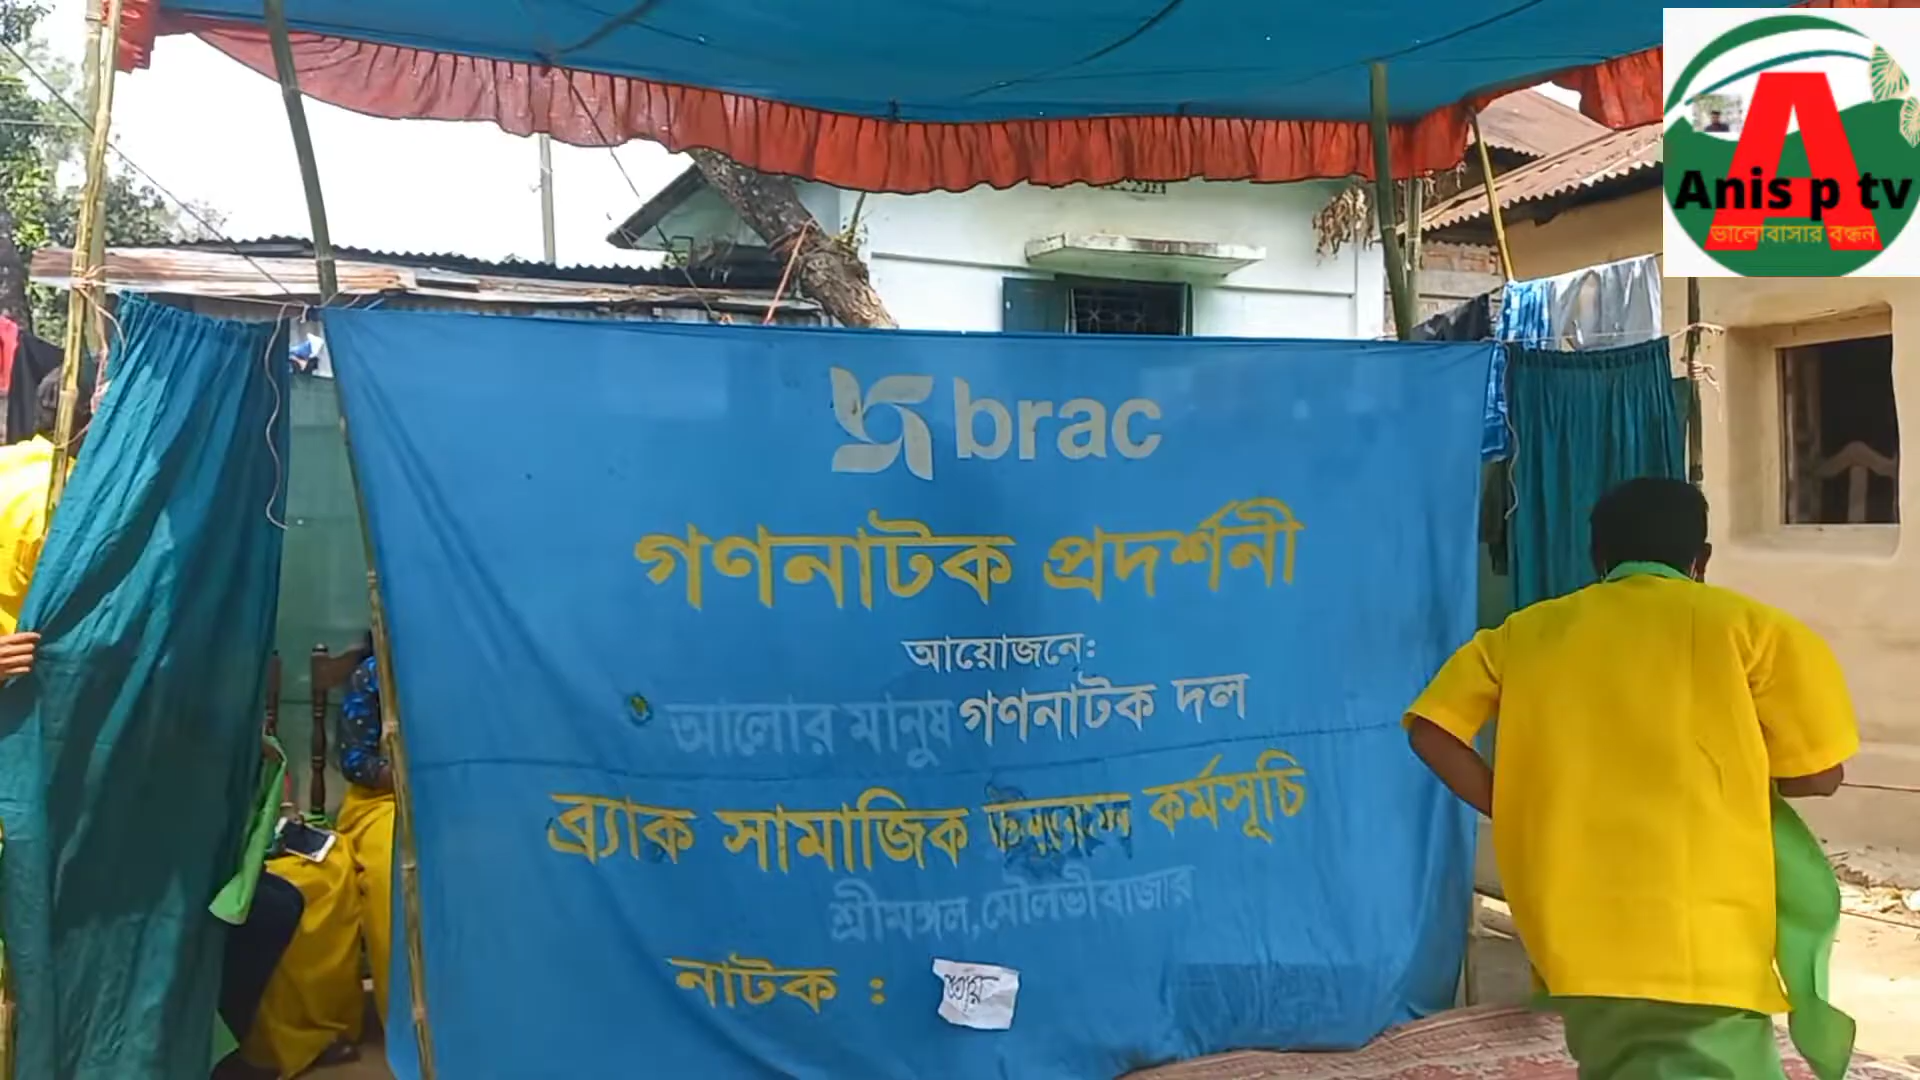 brac
গণনাটক প্রদর্শনী
আয়োজনে:
আলোর মানুষ গণনাটক দল
ব্র্যাক সামাজিক কর্মসূচি
শ্রীমঙ্গল,মৌলভীবাজার
নাটক :
Anis p tv
ভালোবাসার বন্ধন